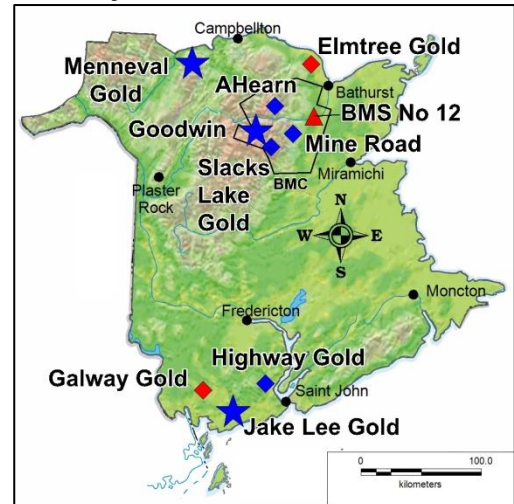 Campbellton
Elmtree Gold
Menneval
Gold
AHearn
Bathurst
BMS No 12
Goodwin
Mine Road
Slacks
Lake
Gold
BMC
Miramichi
Plaster
Rock
N
W E
S
Moncton
Fredericton
Highway Gold
Galway Gold
Saint John
Jake Lee Gold
0 100.0
kilometers